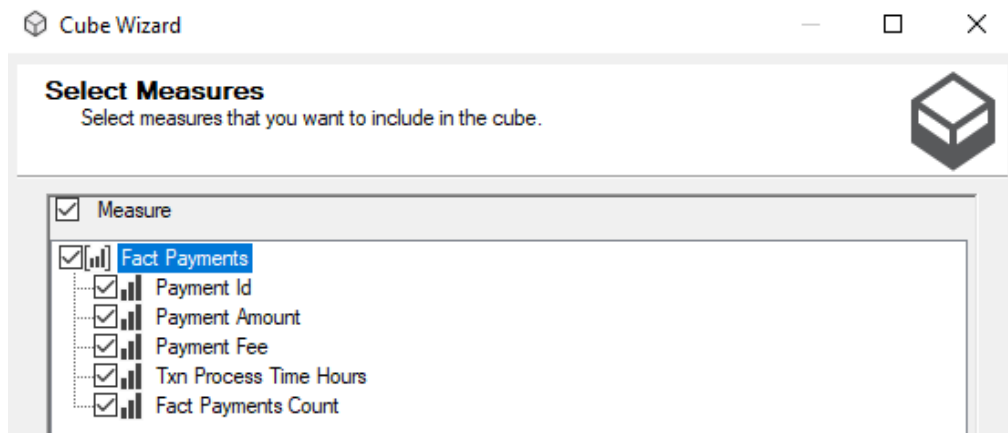 Cube Wizard
Select Measures
Select measures that you want to include in the cube.
Measure
Fact Payments
Payment Id
Payment Amount
Payment Fee
Txn Process Time Hours
Fact Payments Count